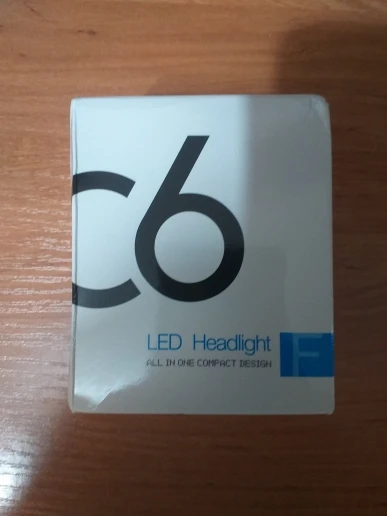 C6
LED Headlight
ALL IN ONE COMPACT DESIGN
F